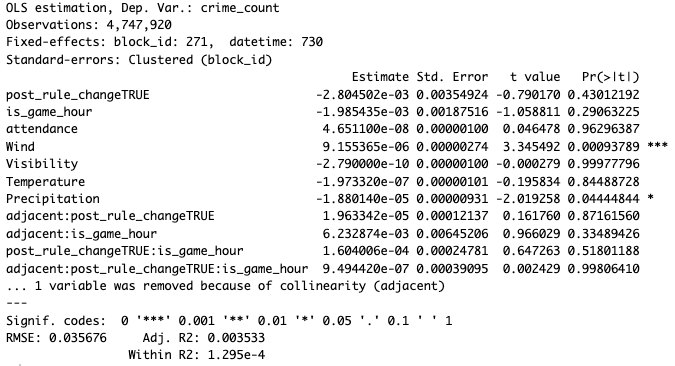 OLS estimation, Dep. Var.: crime_count
Observations: 4,747,920
Fixed-effects: block_id: 271, datetime: 730
Standard-errors: Clustered (block_id)
Estimate Std. Error t value Pr(>|t|)
post_rule_changeTRUE -2.804502e-03 0.00354924 -0.790170 0.43012192
is_game_hour -1.985435e-03 0.00187516 -1.058811 0.29063225
attendance 4.651100e-08 0.00000100 0.046478 0.96296387
Wind 9.155365e-06 0.00000274 3.345492 0.00093789 ***
Visibility -2.790000e-10 0.00000100 -0.000279 0.99977796
Temperature -1.973320e-07 0.00000101 -0.195834 0.84488728
Precipitation -1.880140e-05 0.00000931 -2.019258 0.04444844 *
adjacent:post_rule_changeTRUE 1.963342e-05 0.00012137 0.161760 0.87161560
adjacent:is_game_hour 6.232874e-03 0.00645206 0.966029 0.33489426
post_rule_changeTRUE:is_game_hour 1.604006e-04 0.00024781 0.647263 0.51801188
adjacent:post_rule_changeTRUE:is_game_hour 9.494420e-07 0.00039095 0.002429 0.99806410
... 1 variable was removed because of collinearity (adjacent)
---
Signif. codes: 0 '***' 0.001 '**' 0.01 '*' 0.05 '.' 0.1 ' ' 1
RMSE: 0.035676 Adj. R2: 0.003533
Within R2: 1.295e-4